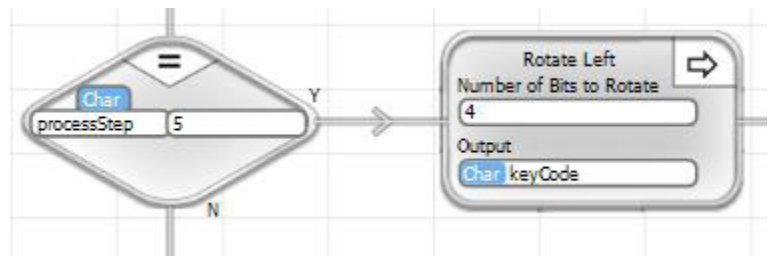 =
Char
processStep 5
Y
N
Rotate Left
Number of Bits to Rotate
4
Output
Char keyCode